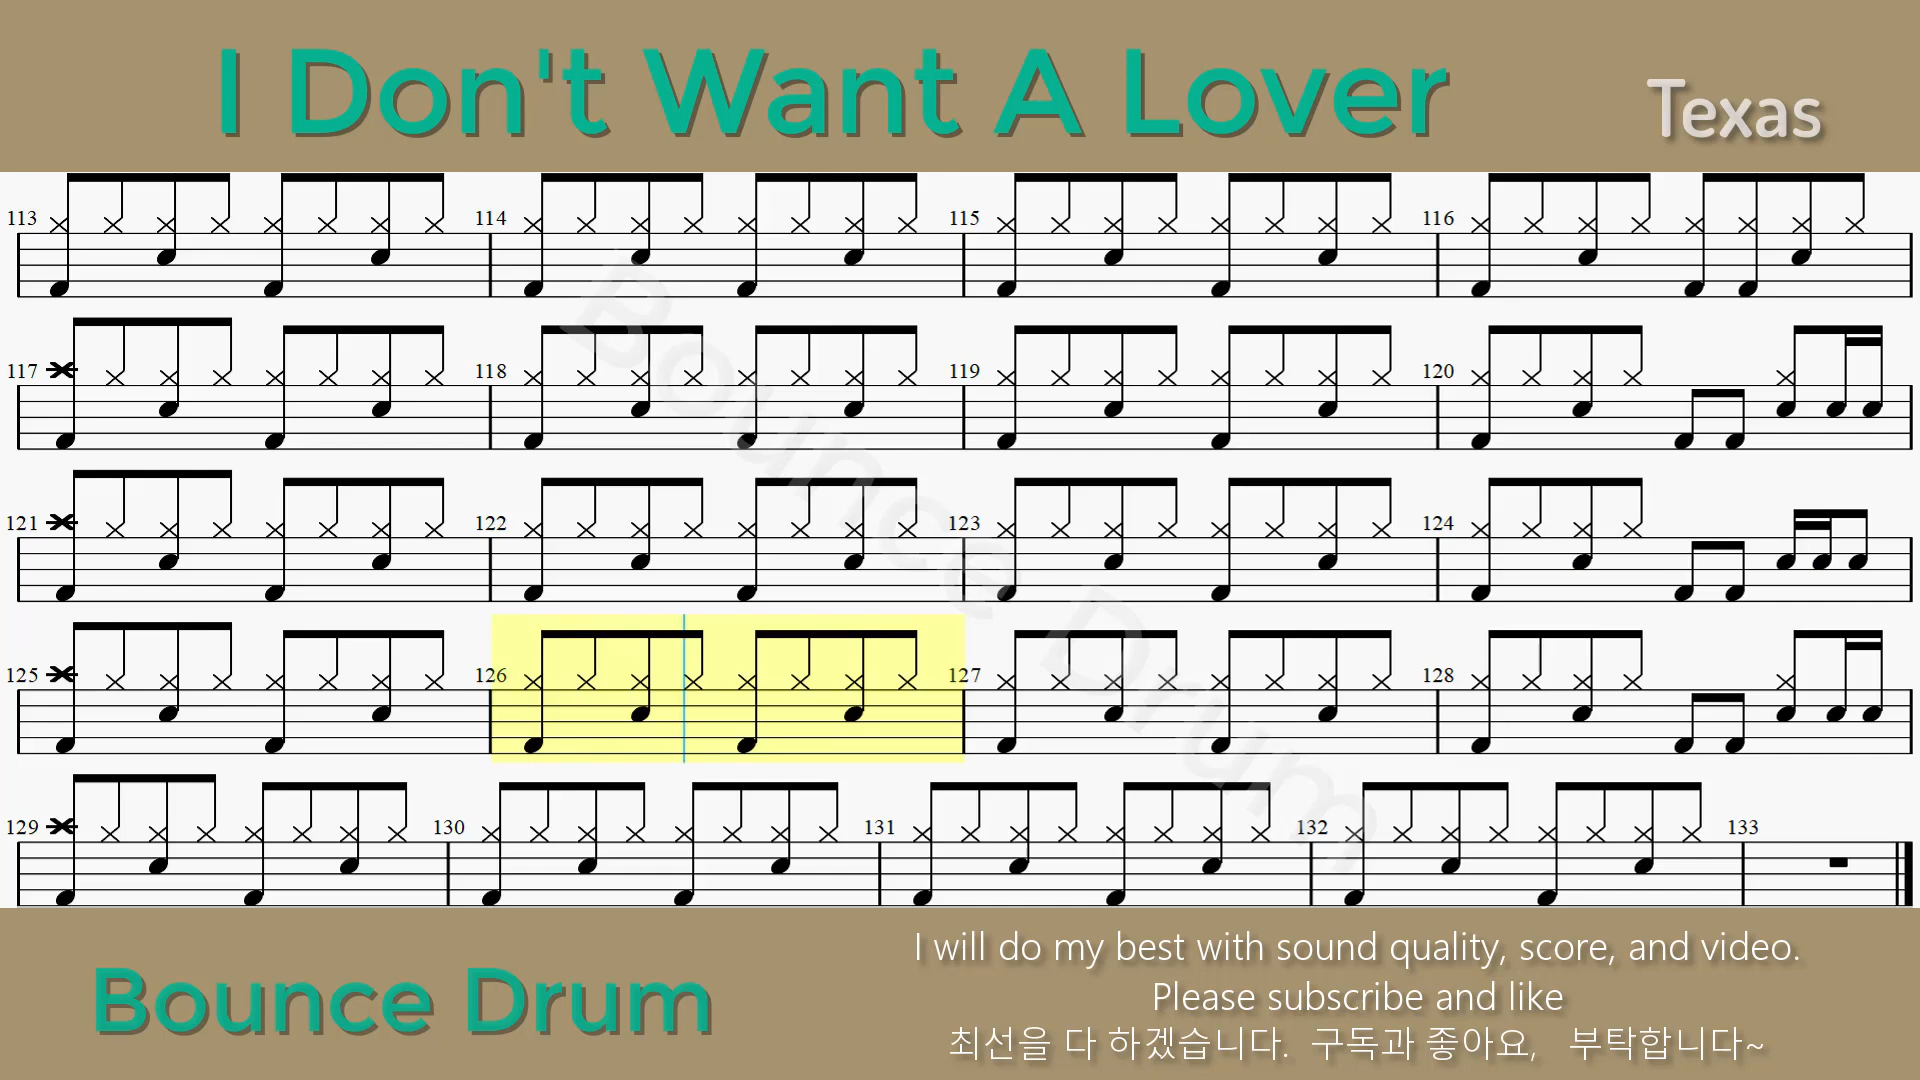 I Don't Want A Lover
Texas
113 114 115 116
117 118 119 120
121 122 123 124
125 126 127 128
129 130 131 132 133
Bounce Drum
Bounce Drum
I will do my best with sound quality, score, and video.
Please subscribe and like
최선을 다 하겠습니다. 구독과 좋아요, 부탁합니다~